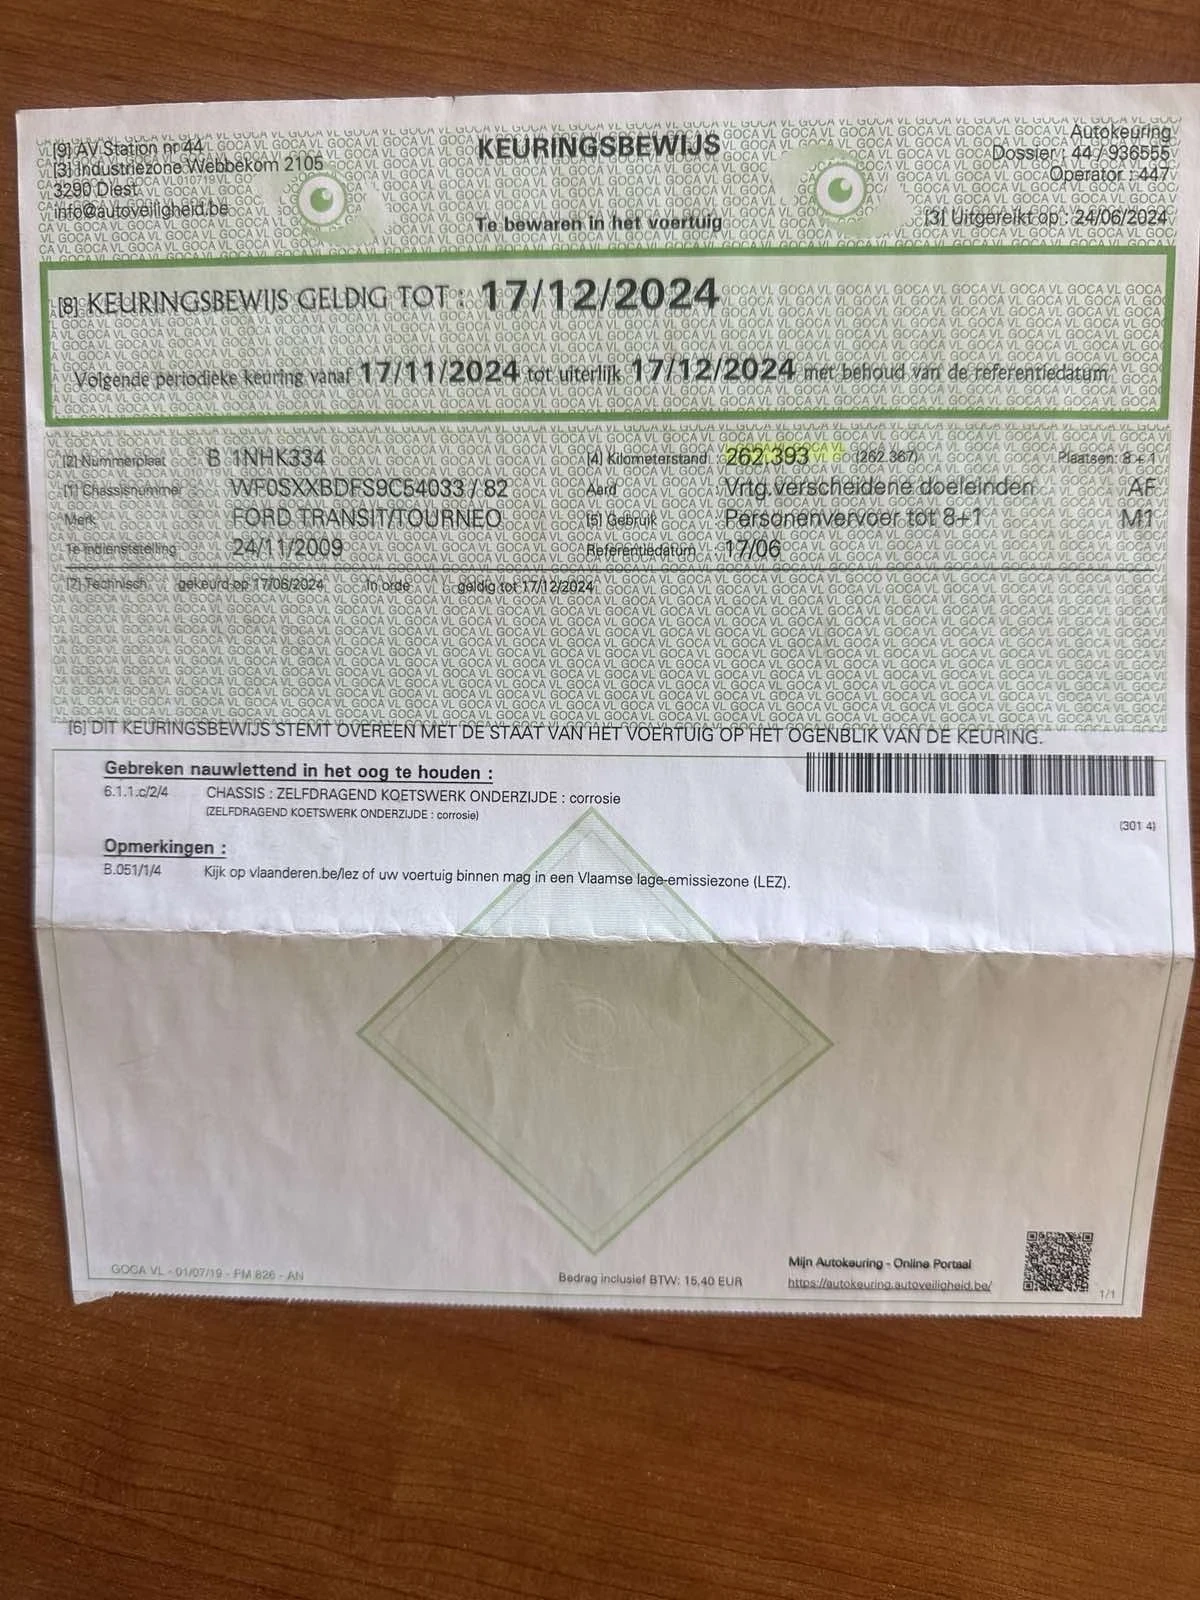 [9] AV Station nr 44
[3] Industriezone Webbekom 2105
3290 Diest
info@autoveiligheid.be
KEURINGSBEWIJS
Te bewaren in het voertuig
Autokeuring
Dossier : 44 / 936555
Operator : 447
[3] Uitgereikt op : 24/06/2024
[8] KEURINGSBEWIJS GELDIG TOT : 17/12/2024
Volgende periodieke keuring vanaf 17/11/2024 tot uiterlijk 17/12/2024 met behoud van de referentiedatum
[2] Nummerplaat B 1NHK334 [4] Kilometerstand 262.393 (262.367) Plaatsen: 8 + 1
[1] Chassisnummer WF0SXXBDFS9C54033 / 82 Aard Vrtg.verscheidene doeleinden AF
Merk FORD TRANSIT/TOURNEO [5] Gebruik Personenvervoer tot 8+1 M1
1e indienststelling 24/11/2009 Referentiedatum : 17/06
[7] Technisch gekeurd op 17/06/2024 In orde geldig tot 17/12/2024
[6] DIT KEURINGSBEWIJS STEMT OVEREEN MET DE STAAT VAN HET VOERTUIG OP HET OGENBLIK VAN DE KEURING.
Gebreken nauwlettend in het oog te houden :
6.1.1.c/2/4 CHASSIS : ZELFDRAGEND KOETSWERK ONDERZIJDE : corrosie
(ZELFDRAGEND KOETSWERK ONDERZIJDE : corrosie)
(301 4)
Opmerkingen :
B.051/1/4 Kijk op vlaanderen.be/lez of uw voertuig binnen mag in een Vlaamse lage-emissiezone (LEZ).
GOCA VL - 01/07/19 - FM 826 - AN
Bedrag inclusief BTW: 15,40 EUR
Mijn Autokeuring - Online Portaal
https://autokeuring.autoveiligheid.be/
1/1